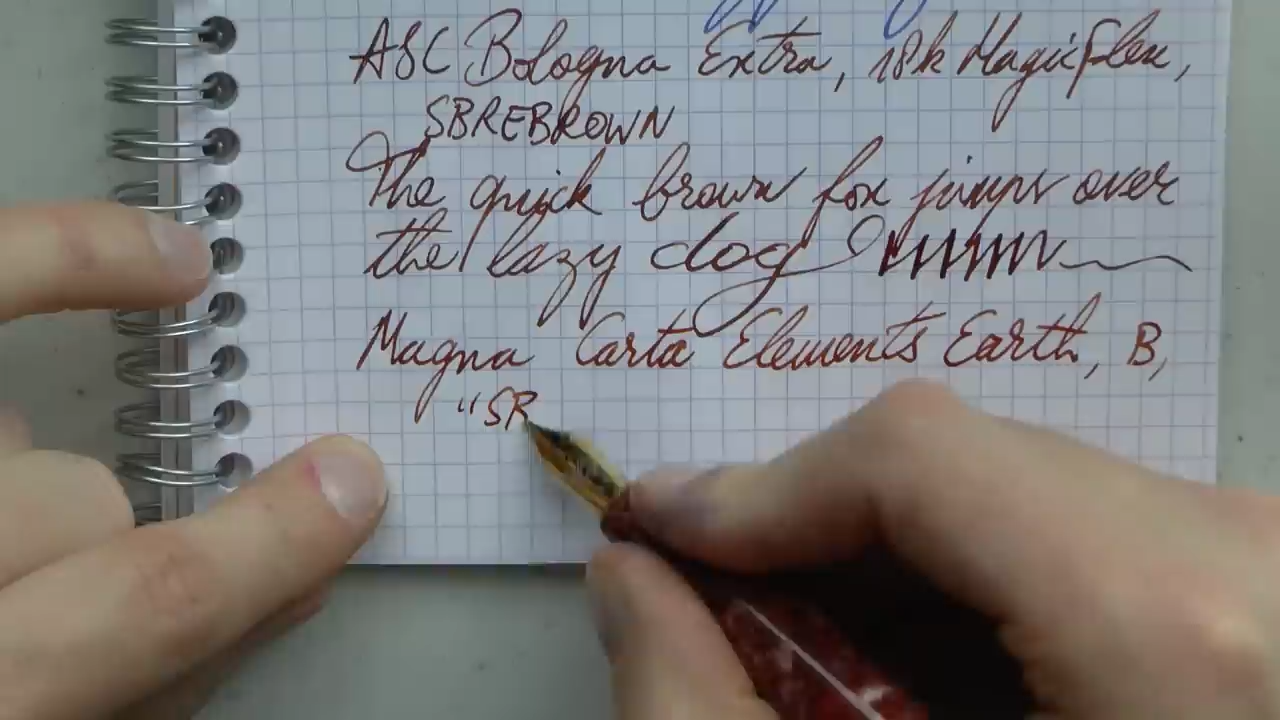 ASC Bologna Extra, 18k MagicFlex,
SBREBROWN
The quick brown fox jumps over
the lazy dog
Magna Carta Elements Earth, B,
"SR